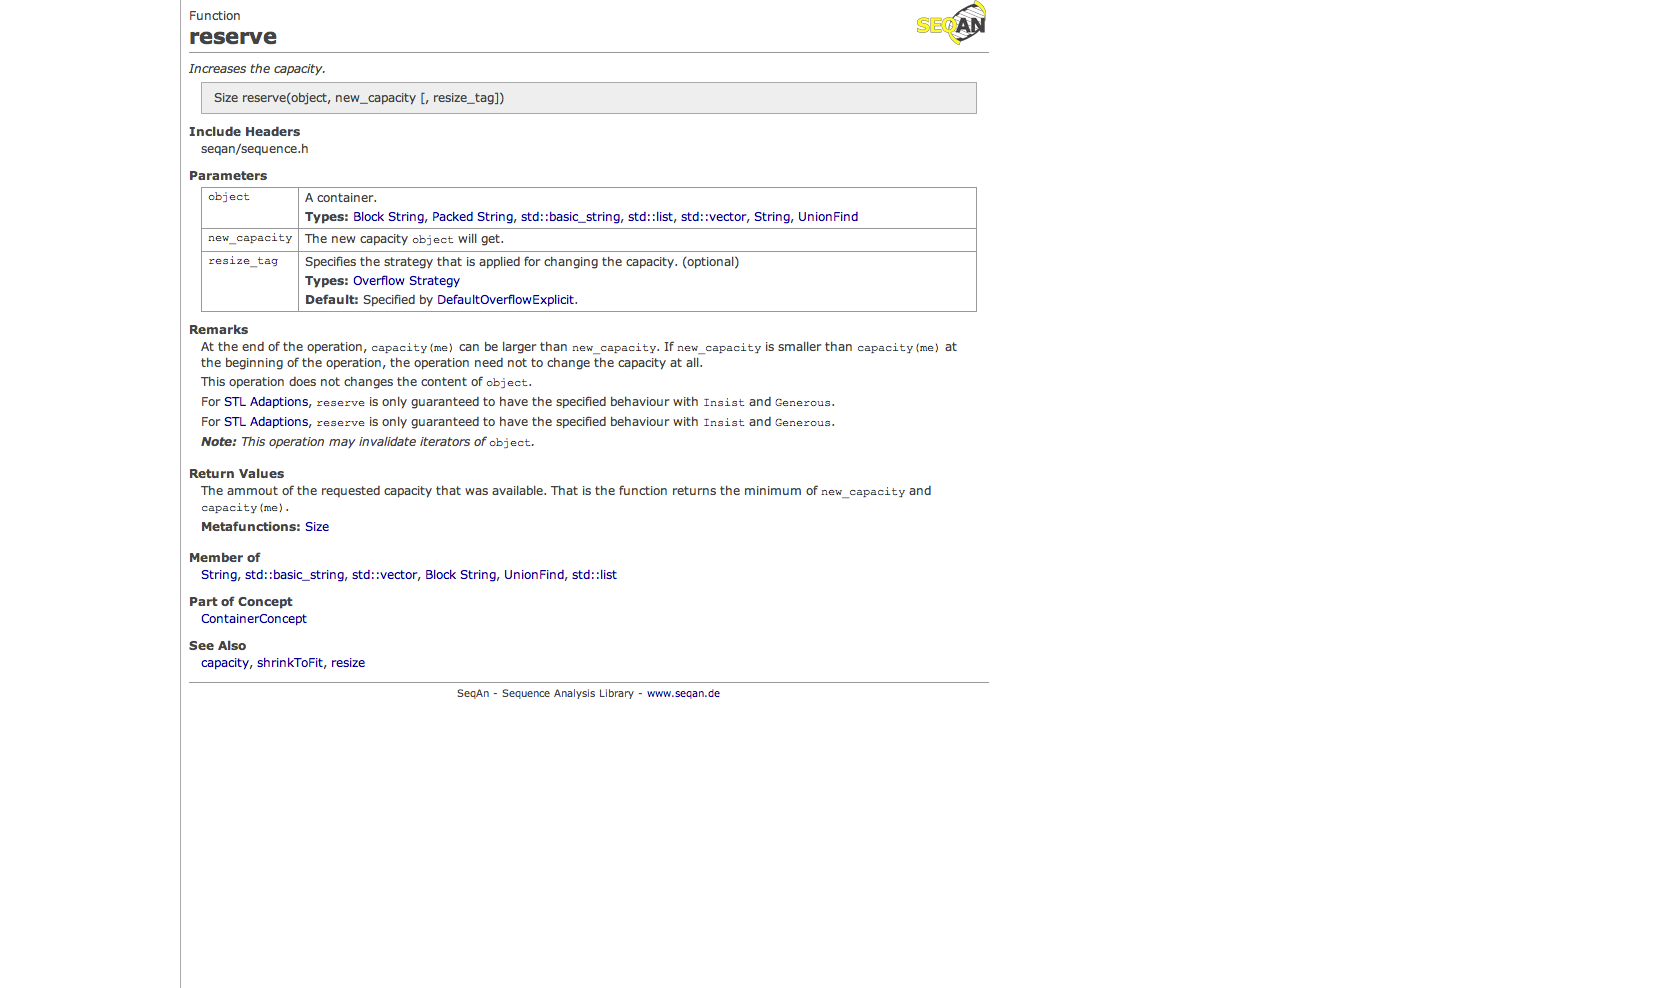 Function
reserve
SEQAN
Increases the capacity.
Size reserve(object, new_capacity [, resize_tag])
Include Headers
seqan/sequence.h
Parameters
object
A container.
Types: Block String, Packed String, std::basic_string, std::list, std::vector, String, UnionFind
new_capacity
The new capacity object will get.
resize_tag
Specifies the strategy that is applied for changing the capacity. (optional)
Types: Overflow Strategy
Default: Specified by DefaultOverflowExplicit.
Remarks
At the end of the operation, capacity(me) can be larger than new_capacity. If new_capacity is smaller than capacity(me) at
the beginning of the operation, the operation need not to change the capacity at all.
This operation does not changes the content of object.
For STL Adaptions, reserve is only guaranteed to have the specified behaviour with Insist and Generous.
For STL Adaptions, reserve is only guaranteed to have the specified behaviour with Insist and Generous.
Note: This operation may invalidate iterators of object.
Return Values
The ammout of the requested capacity that was available. That is the function returns the minimum of new_capacity and
capacity(me).
Metafunctions: Size
Member of
String, std::basic_string, std::vector, Block String, UnionFind, std::list
Part of Concept
ContainerConcept
See Also
capacity, shrinkToFit, resize
SeqAn - Sequence Analysis Library - www.seqan.de